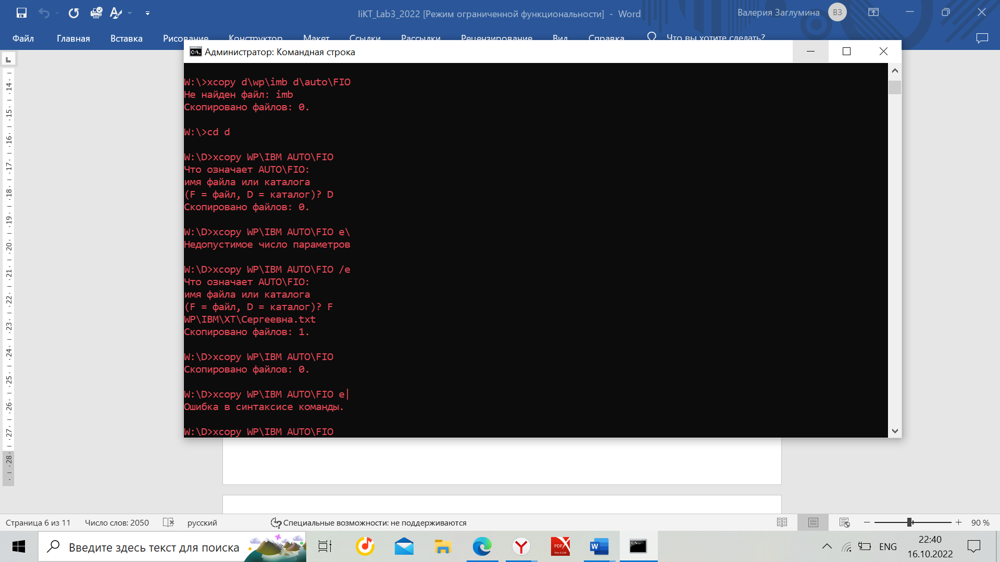 IiKT_Lab3_2022 [Режим ограниченной функциональности] - Word
Валерия Заглумина
ВЗ
Файл
Главная
Вставка
Рисование
Конструктор
Макет
Ссылки
Рассылки
Рецензирование
Вид
Справка
Что вы хотите сделать?
Администратор: Командная строка
W:\>xcopy d\wp\imb d\auto\FIO
Не найден файл: imb
Скопировано файлов: 0.
W:\>cd d
W:\D>xcopy WP\IBM AUTO\FIO
Что означает AUTO\FIO:
имя файла или каталога
(F = файл, D = каталог)? D
Скопировано файлов: 0.
W:\D>xcopy WP\IBM AUTO\FIO e\
Недопустимое число параметров
W:\D>xcopy WP\IBM AUTO\FIO /e
Что означает AUTO\FIO:
имя файла или каталога
(F = файл, D = каталог)? F
WP\IBM\XT\Сергеевна.txt
Скопировано файлов: 1.
W:\D>xcopy WP\IBM AUTO\FIO
Скопировано файлов: 0.
W:\D>xcopy WP\IBM AUTO\FIO e|
Ошибка в синтаксисе команды.
W:\D>xcopy WP\IBM AUTO\FIO
14
15
16
17
18
19
20
21
22
23
24
25
26
27
28
Страница 6 из 11
Число слов: 2050
русский
Специальные возможности: не поддерживаются
90 %
Введите здесь текст для поиска
ENG
22:40
16.10.2022